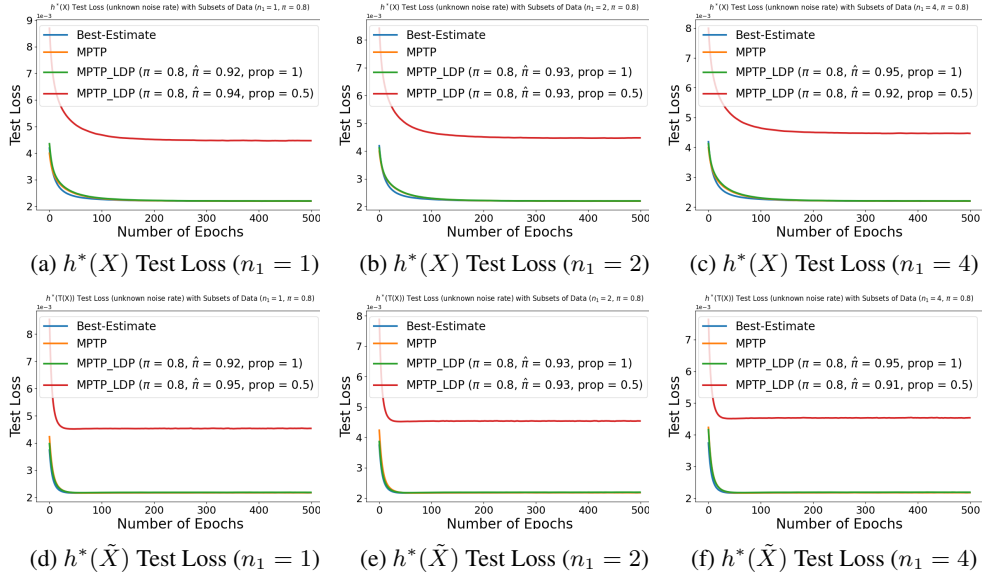 h*(X) Test Loss (unknown noise rate) with Subsets of Data (n₁ = 1, π = 0.8)
1e−3
9
8
7
6
5
4
3
2
Test Loss
Best-Estimate
MPTP
MPTP_LDP (π = 0.8, π̂ = 0.92, prop = 1)
MPTP_LDP (π = 0.8, π̂ = 0.94, prop = 0.5)
0 100 200 300 400 500
Number of Epochs
(a) h*(X) Test Loss (n₁ = 1)
h*(X) Test Loss (unknown noise rate) with Subsets of Data (n₁ = 2, π = 0.8)
1e−3
8
7
6
5
4
3
2
Test Loss
Best-Estimate
MPTP
MPTP_LDP (π = 0.8, π̂ = 0.93, prop = 1)
MPTP_LDP (π = 0.8, π̂ = 0.93, prop = 0.5)
0 100 200 300 400 500
Number of Epochs
(b) h*(X) Test Loss (n₁ = 2)
h*(X) Test Loss (unknown noise rate) with Subsets of Data (n₁ = 4, π = 0.8)
1e−3
8
7
6
5
4
3
2
Test Loss
Best-Estimate
MPTP
MPTP_LDP (π = 0.8, π̂ = 0.95, prop = 1)
MPTP_LDP (π = 0.8, π̂ = 0.92, prop = 0.5)
0 100 200 300 400 500
Number of Epochs
(c) h*(X) Test Loss (n₁ = 4)
h*(T(X)) Test Loss (unknown noise rate) with Subsets of Data (n₁ = 1, π = 0.8)
1e−3
8
7
6
5
4
3
2
Test Loss
Best-Estimate
MPTP
MPTP_LDP (π = 0.8, π̂ = 0.92, prop = 1)
MPTP_LDP (π = 0.8, π̂ = 0.95, prop = 0.5)
0 100 200 300 400 500
Number of Epochs
(d) h*(X̃) Test Loss (n₁ = 1)
h*(T(X)) Test Loss (unknown noise rate) with Subsets of Data (n₁ = 2, π = 0.8)
1e−3
9
8
7
6
5
4
3
2
Test Loss
Best-Estimate
MPTP
MPTP_LDP (π = 0.8, π̂ = 0.93, prop = 1)
MPTP_LDP (π = 0.8, π̂ = 0.93, prop = 0.5)
0 100 200 300 400 500
Number of Epochs
(e) h*(X̃) Test Loss (n₁ = 2)
h*(T(X)) Test Loss (unknown noise rate) with Subsets of Data (n₁ = 4, π = 0.8)
1e−3
8
7
6
5
4
3
2
Test Loss
Best-Estimate
MPTP
MPTP_LDP (π = 0.8, π̂ = 0.95, prop = 1)
MPTP_LDP (π = 0.8, π̂ = 0.91, prop = 0.5)
0 100 200 300 400 500
Number of Epochs
(f) h*(X̃) Test Loss (n₁ = 4)